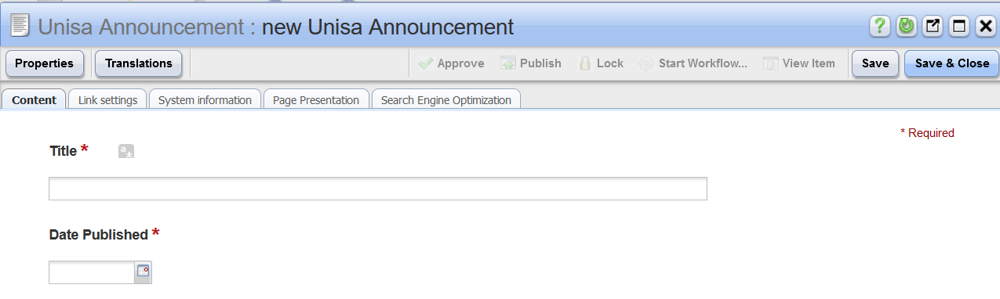 Unisa Announcement : new Unisa Announcement
Properties Translations Approve Publish Lock Start Workflow... View Item Save Save & Close
Content Link settings System information Page Presentation Search Engine Optimization
* Required
Title *
Date Published *